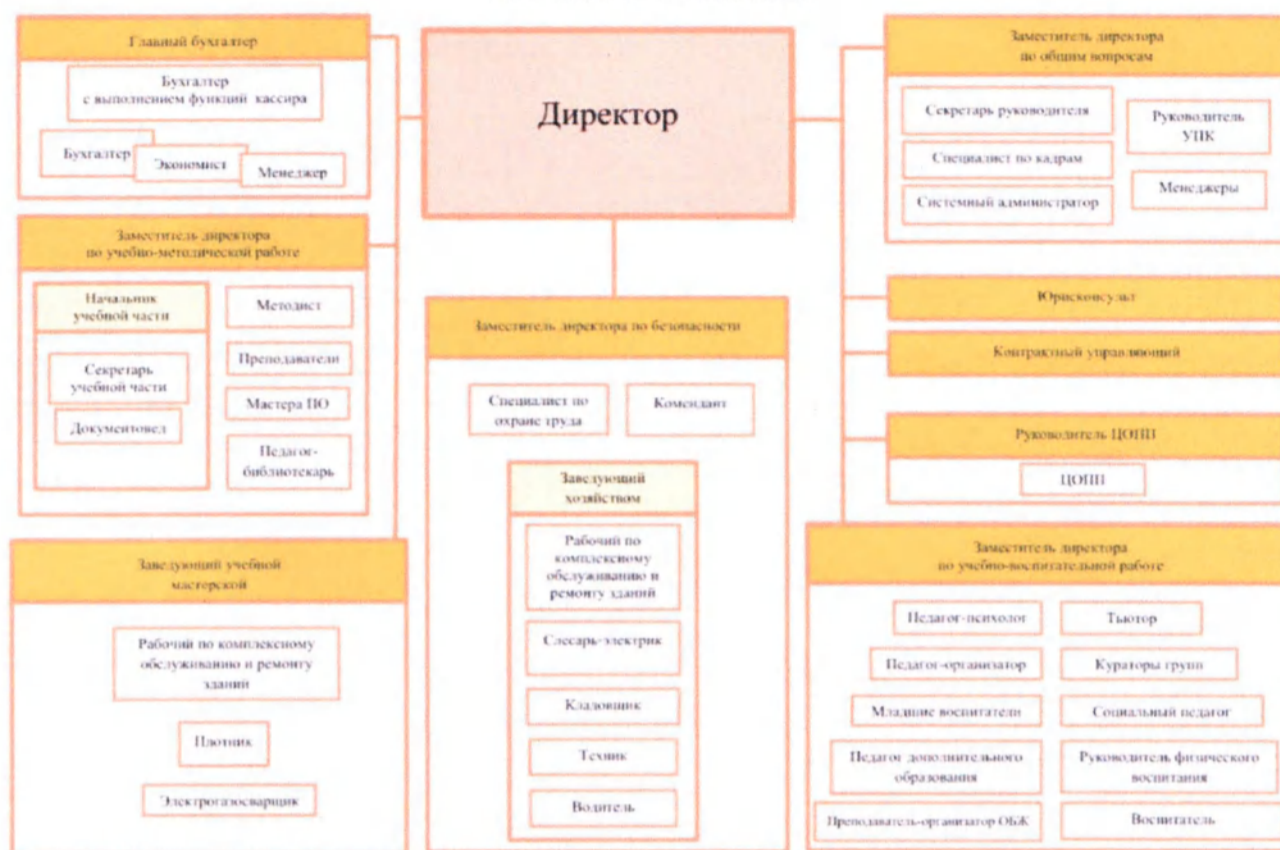 Директор
Главный бухгалтер
Бухгалтер
с выполнением функций кассира
Бухгалтер
Экономист
Менеджер
Заместитель директора
по учебно-методической работе
Начальник
учебной части
Секретарь
учебной части
Документовед
Методист
Преподаватели
Мастера ПО
Педагог-
библиотекарь
Заведующий учебной
мастерской
Рабочий по комплексному
обслуживанию и ремонту
зданий
Плотник
Электрогазосварщик
Заместитель директора по безопасности
Специалист по
охране труда
Комендант
Заведующий
хозяйством
Рабочий по
комплексному
обслуживанию и
ремонту зданий
Слесарь-электрик
Кладовщик
Техник
Водитель
Заместитель директора
по общим вопросам
Секретарь руководителя
Специалист по кадрам
Системный администратор
Руководитель
УПК
Менеджеры
Юрисконсульт
Контрактный управляющий
Руководитель ЦОПП
ЦОПП
Заместитель директора
по учебно-воспитательной работе
Педагог-психолог
Тьютор
Педагог-организатор
Кураторы групп
Младшие воспитатели
Социальный педагог
Педагог дополнительного
образования
Руководитель физического
воспитания
Преподаватель-организатор ОБЖ
Воспитатель